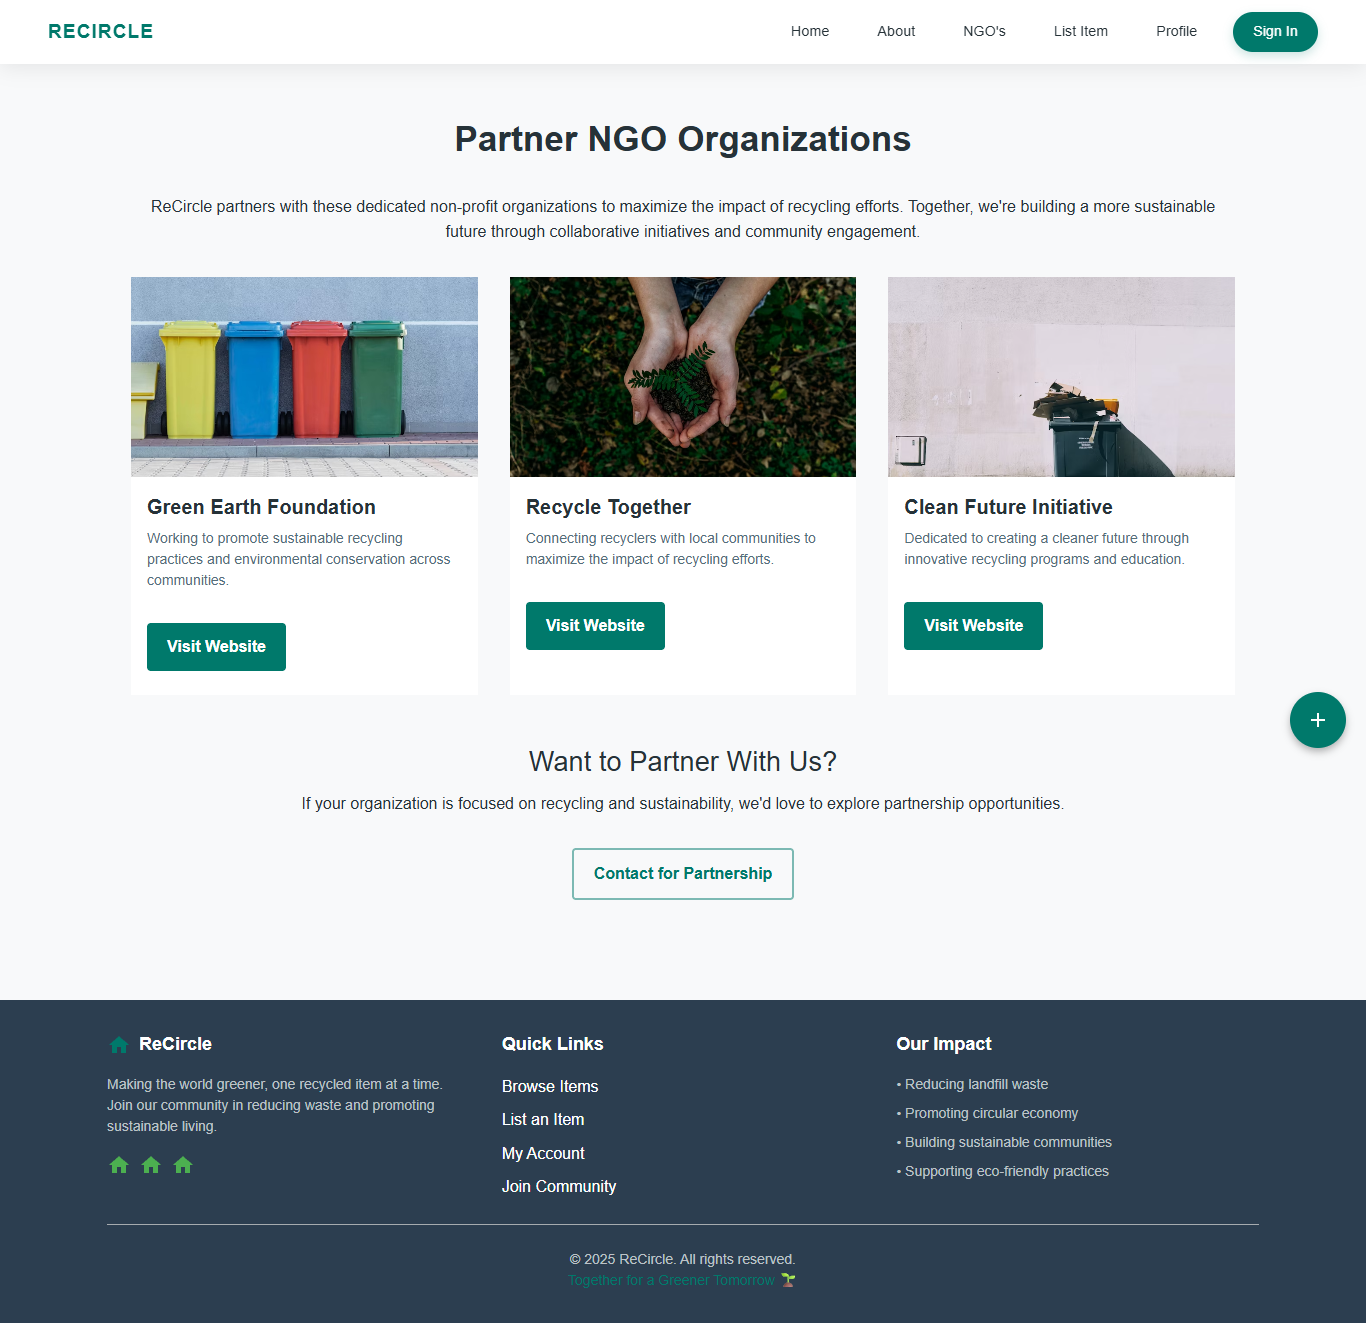 RECIRCLE
Home
About
NGO's
List Item
Profile
Sign In
Partner NGO Organizations
ReCircle partners with these dedicated non-profit organizations to maximize the impact of recycling efforts. Together, we're building a more sustainable
future through collaborative initiatives and community engagement.
Green Earth Foundation
Working to promote sustainable recycling
practices and environmental conservation across
communities.
Visit Website
Recycle Together
Connecting recyclers with local communities to
maximize the impact of recycling efforts.
Visit Website
Clean Future Initiative
Dedicated to creating a cleaner future through
innovative recycling programs and education.
Visit Website
Want to Partner With Us?
If your organization is focused on recycling and sustainability, we'd love to explore partnership opportunities.
Contact for Partnership
ReCircle
Making the world greener, one recycled item at a time.
Join our community in reducing waste and promoting
sustainable living.
Quick Links
Browse Items
List an Item
My Account
Join Community
Our Impact
• Reducing landfill waste
• Promoting circular economy
• Building sustainable communities
• Supporting eco-friendly practices
© 2025 ReCircle. All rights reserved.
Together for a Greener Tomorrow 🌱